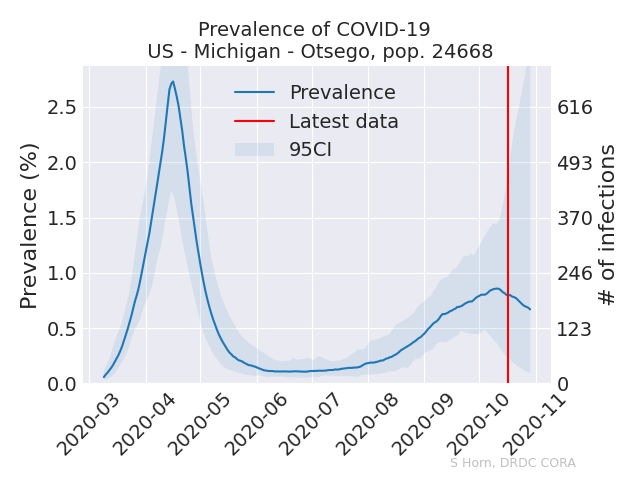 Prevalence of COVID-19
US - Michigan - Otsego, pop. 24668
Prevalence
Latest data
95CI
Prevalence (%)
2.5
2.0
1.5
1.0
0.5
0.0
616
493
370
246
123
0
# of infections
2020-03
2020-04
2020-05
2020-06
2020-07
2020-08
2020-09
2020-10
2020-11
S Horn, DRDC CORA